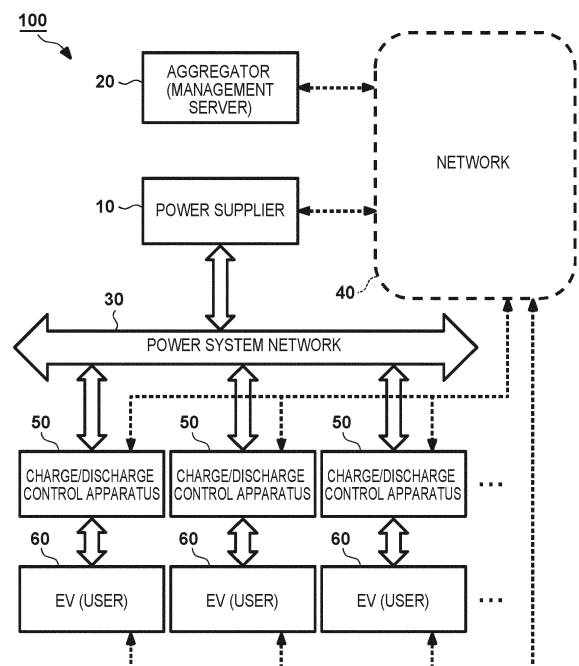 100
20
AGGREGATOR
(MANAGEMENT
SERVER)
NETWORK
10
POWER SUPPLIER
40
30
POWER SYSTEM NETWORK
50
50
50
CHARGE/DISCHARGE
CONTROL APPARATUS
CHARGE/DISCHARGE
CONTROL APPARATUS
CHARGE/DISCHARGE
CONTROL APPARATUS
...
60
60
60
EV (USER)
EV (USER)
EV (USER)
...